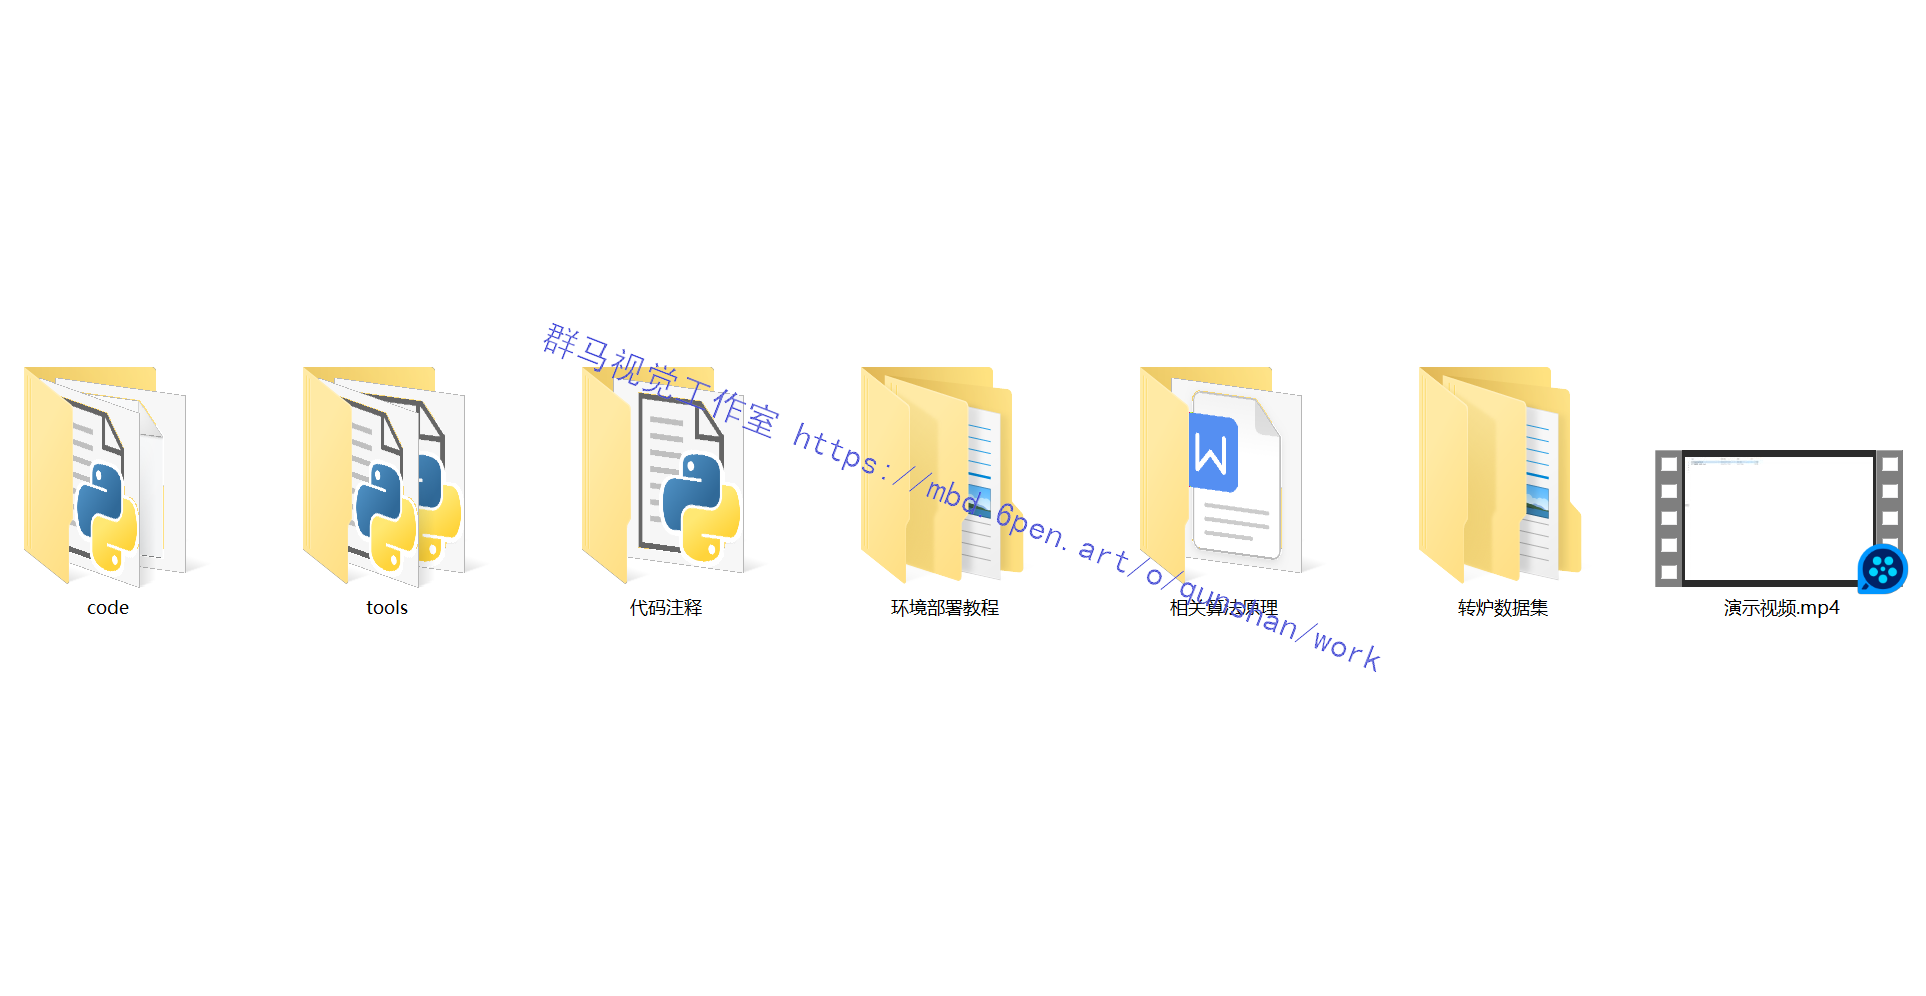 群马视觉工作室 https://mbd.6pen.art/o/qunshan/work
code
tools
代码注释
环境部署教程
相关算法原理
转炉数据集
演示视频.mp4